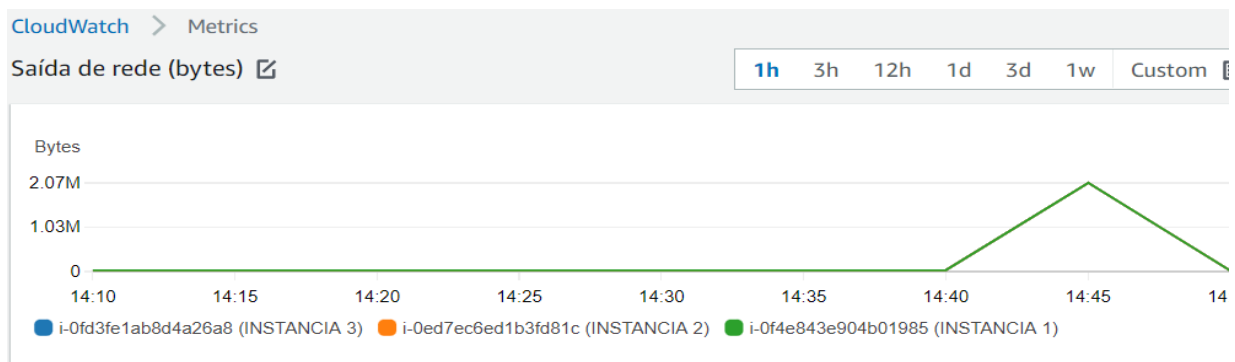 CloudWatch > Metrics
Saída de rede (bytes)
1h 3h 12h 1d 3d 1w Custom
Bytes
2.07M
1.03M
0
14:10 14:15 14:20 14:25 14:30 14:35 14:40 14:45 14
i-0fd3fe1ab8d4a26a8 (INSTANCIA 3) i-0ed7ec6ed1b3fd81c (INSTANCIA 2) i-0f4e843e904b01985 (INSTANCIA 1)